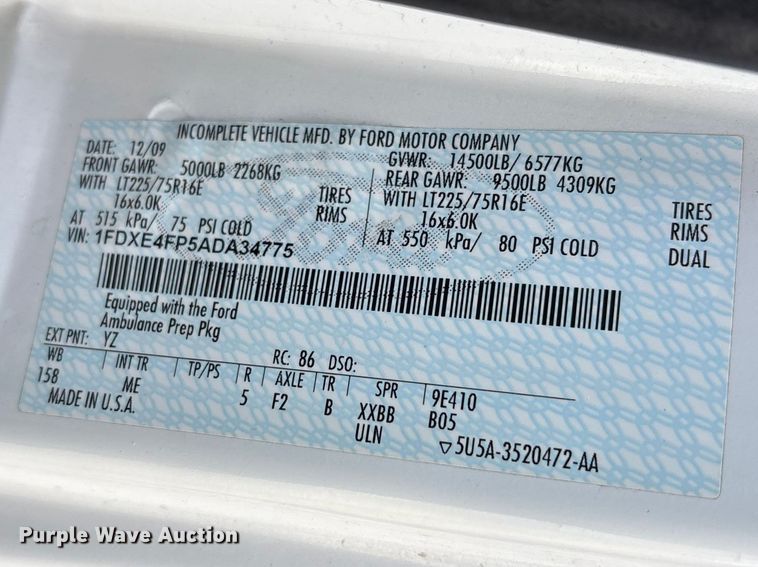 INCOMPLETE VEHICLE MFD. BY FORD MOTOR COMPANY
DATE: 12/09 GVWR: 14500LB/ 6577KG
FRONT GAWR: 5000LB 2268KG REAR GAWR: 9500LB 4309KG
WITH LT225/75R16E TIRES WITH LT225/75R16E TIRES
16x6.0K RIMS 16x6.0K RIMS
AT 515 kPa/ 75 PSI COLD AT 550 kPa/ 80 PSI COLD DUAL
VIN: 1FDXE4FP5ADA34775
Equipped with the Ford
Ambulance Prep Pkg
EXT PNT: YZ RC: 86 DSO:
WB INT TR TP/PS R AXLE TR SPR 9E410
158 ME 5 F2 B XXBB B05
MADE IN U.S.A. ULN 5U5A-3520472-AA
Purple Wave Auction